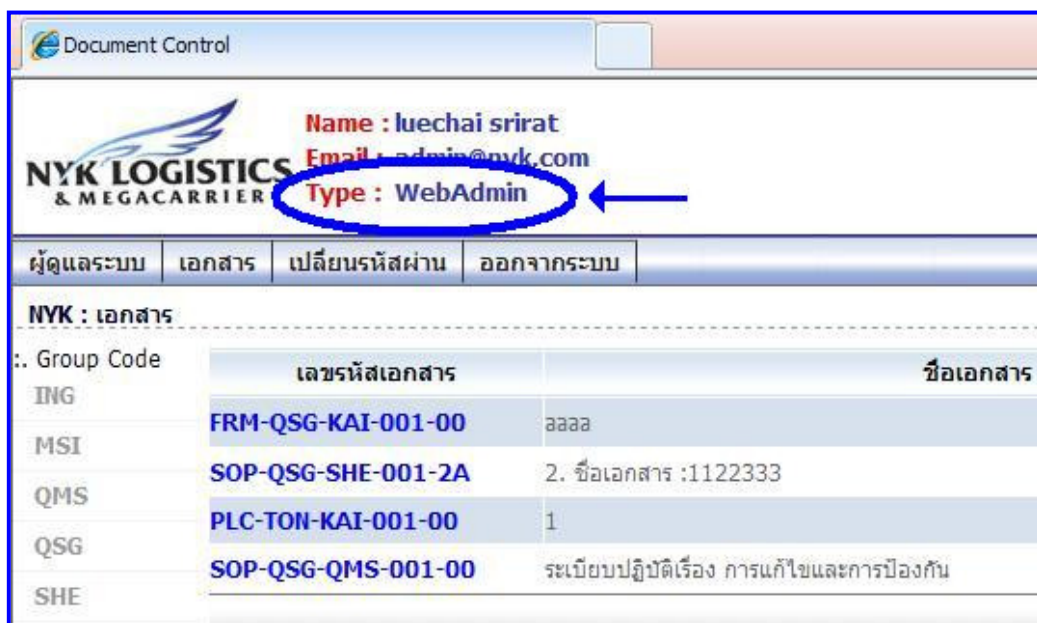 Document Control
NYK LOGISTICS
& MEGACARRIER
Name : luechai srirat
Email : admin@nyk.com
Type : WebAdmin
ผู้ดูแลระบบ เอกสาร เปลี่ยนรหัสผ่าน ออกจากระบบ
NYK : เอกสาร
:. Group Code
ING
MSI
QMS
QSG
SHE
เลขรหัสเอกสาร ชื่อเอกสาร
FRM-QSG-KAI-001-00 aaaa
SOP-QSG-SHE-001-2A 2. ชื่อเอกสาร :1122333
PLC-TON-KAI-001-00 1
SOP-QSG-QMS-001-00 ระเบียบปฏิบัติเรื่อง การแก้ไขและการป้องกัน